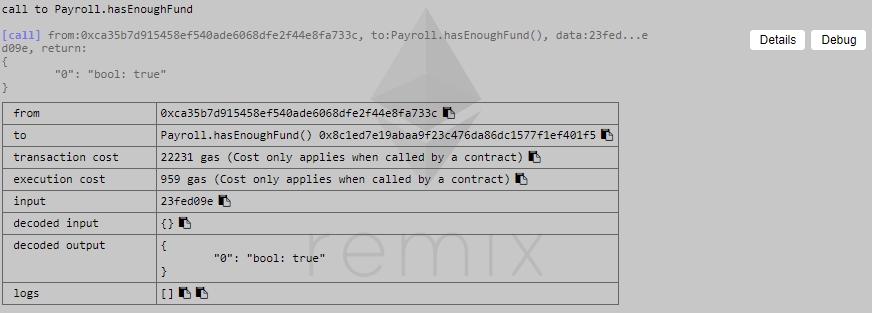 call to Payroll.hasEnoughFund
[call] from:0xca35b7d915458ef540ade6068dfe2f44e8fa733c, to:Payroll.hasEnoughFund(), data:23fed...e
d09e, return:
{
"0": "bool: true"
}
Details
Debug
from 0xca35b7d915458ef540ade6068dfe2f44e8fa733c
to Payroll.hasEnoughFund() 0x8c1ed7e19abaa9f23c476da86dc1577f1ef401f5
transaction cost 22231 gas (Cost only applies when called by a contract)
execution cost 959 gas (Cost only applies when called by a contract)
input 23fed09e
decoded input {}
decoded output {
"0": "bool: true"
}
logs []
remix